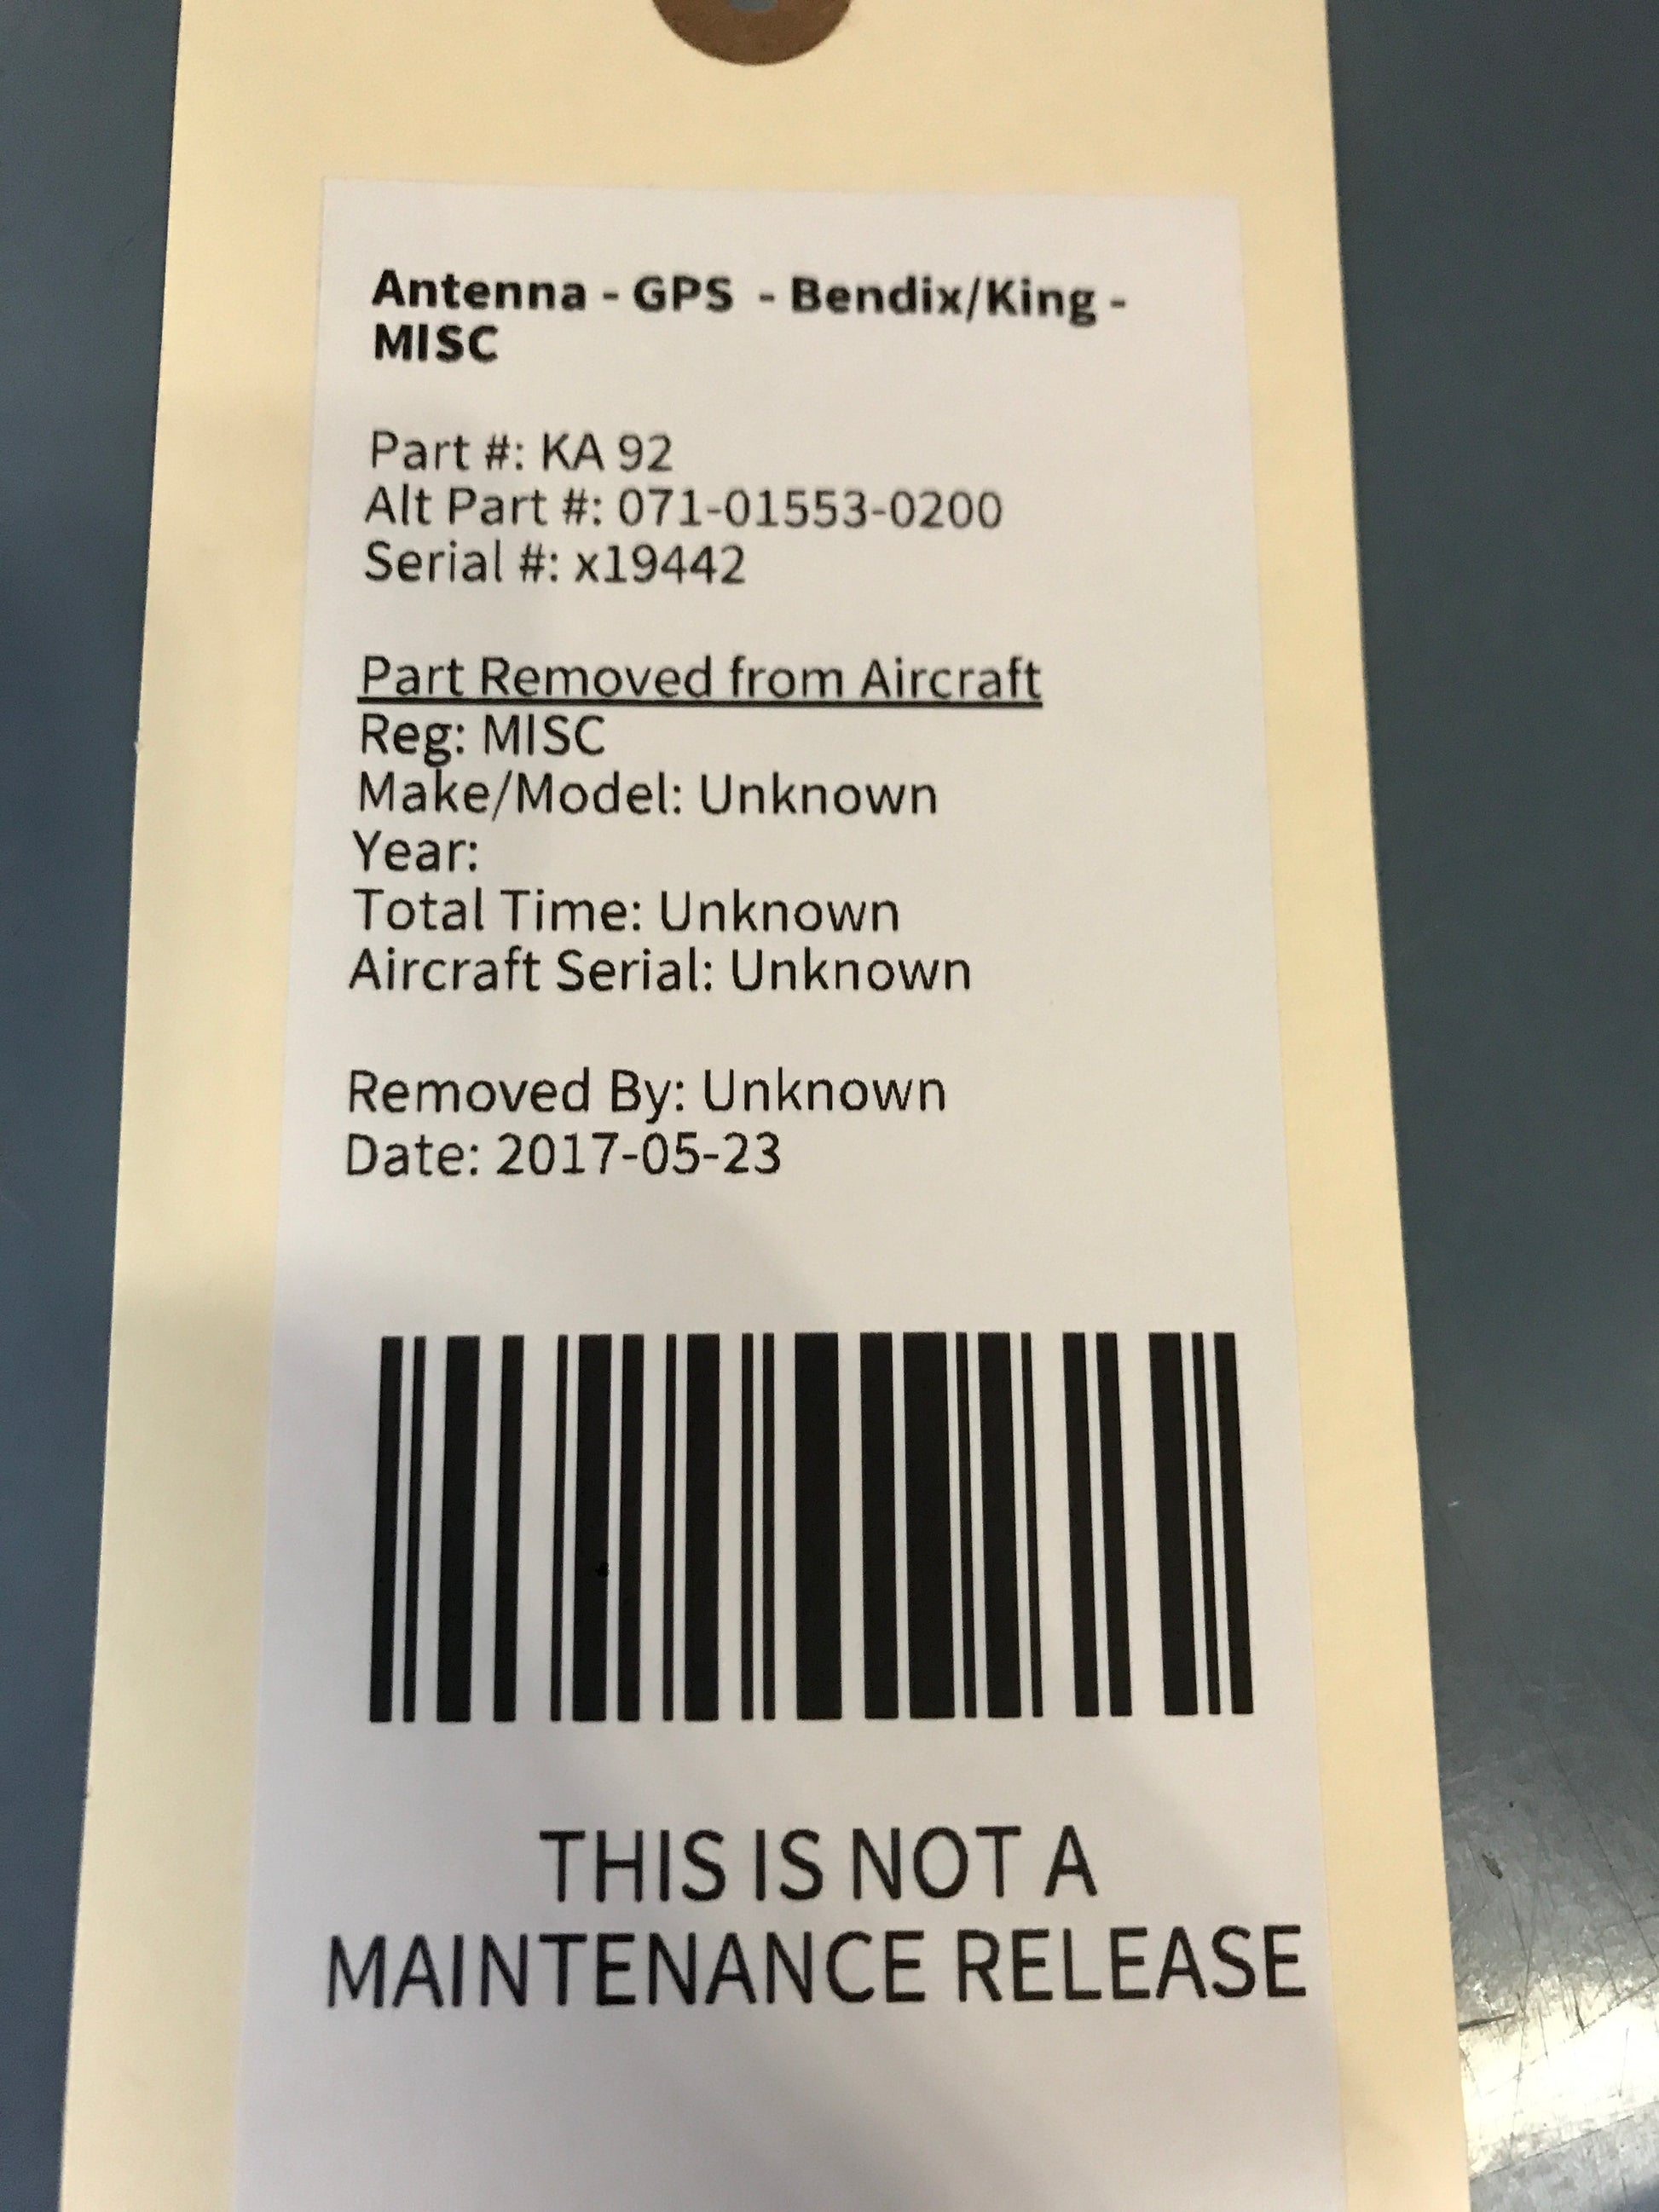 Antenna - GPS - Bendix/King -
MISC
Part #: KA 92
Alt Part #: 071-01553-0200
Serial #: x19442
Part Removed from Aircraft
Reg: MISC
Make/Model: Unknown
Year:
Total Time: Unknown
Aircraft Serial: Unknown
Removed By: Unknown
Date: 2017-05-23
THIS IS NOT A
MAINTENANCE RELEASE